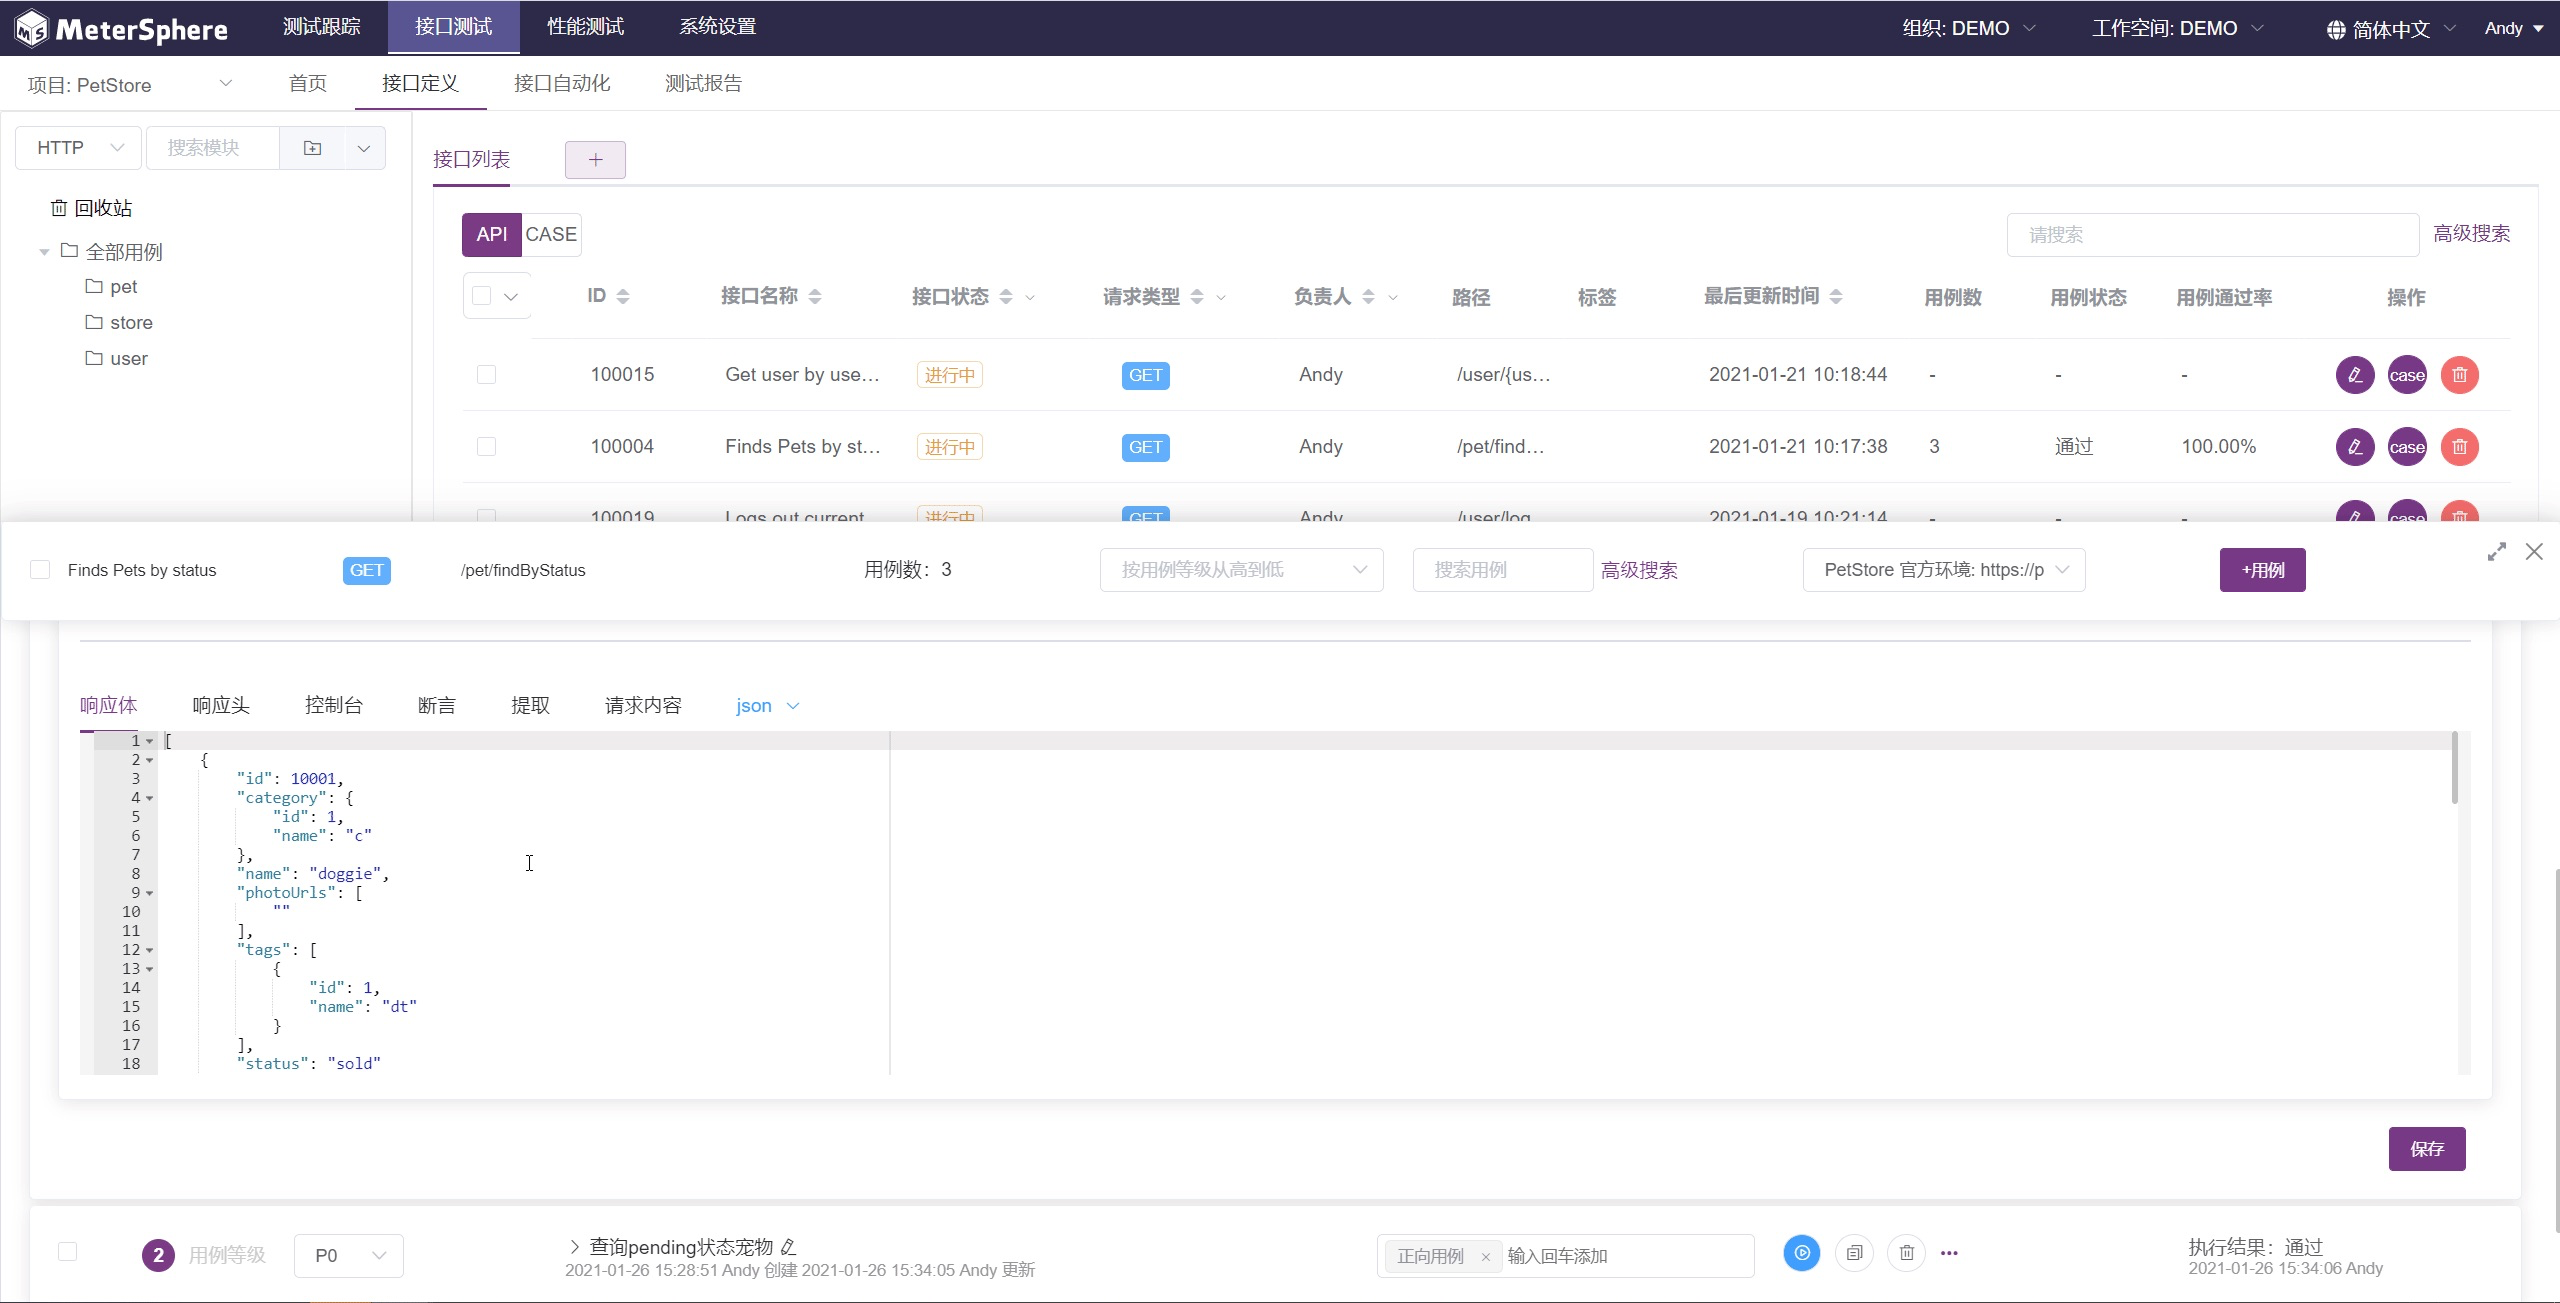 MeterSphere 测试跟踪 接口测试 性能测试 系统设置 组织: DEMO 工作空间: DEMO 简体中文 Andy
项目: PetStore 首页 接口定义 接口自动化 测试报告
HTTP 搜索模块
回收站
全部用例
pet
store
user
接口列表 +
API CASE 请搜索 高级搜索
ID 接口名称 接口状态 请求类型 负责人 路径 标签 最后更新时间 用例数 用例状态 用例通过率 操作
100015 Get user by use... 进行中 GET Andy /user/{us... 2021-01-21 10:18:44 - - - case
100004 Finds Pets by st... 进行中 GET Andy /pet/find... 2021-01-21 10:17:38 3 通过 100.00% case
100019 Logs out current 进行中 GET Andy /user/log 2021-01-19 10:21:14 - - - case
Finds Pets by status GET /pet/findByStatus 用例数：3 按用例等级从高到低 搜索用例 高级搜索 PetStore 官方环境: https://p +用例
响应体 响应头 控制台 断言 提取 请求内容 json
1 [
2 {
3 "id": 10001,
4 "category": {
5 "id": 1,
6 "name": "c"
7 },
8 "name": "doggie",
9 "photoUrls": [
10 ""
11 ],
12 "tags": [
13 {
14 "id": 1,
15 "name": "dt"
16 }
17 ],
18 "status": "sold"
保存
2 用例等级 P0 查询pending状态宠物 正向用例 × 输入回车添加 执行结果：通过
2021-01-26 15:28:51 Andy 创建 2021-01-26 15:34:05 Andy 更新 2021-01-26 15:34:06 Andy